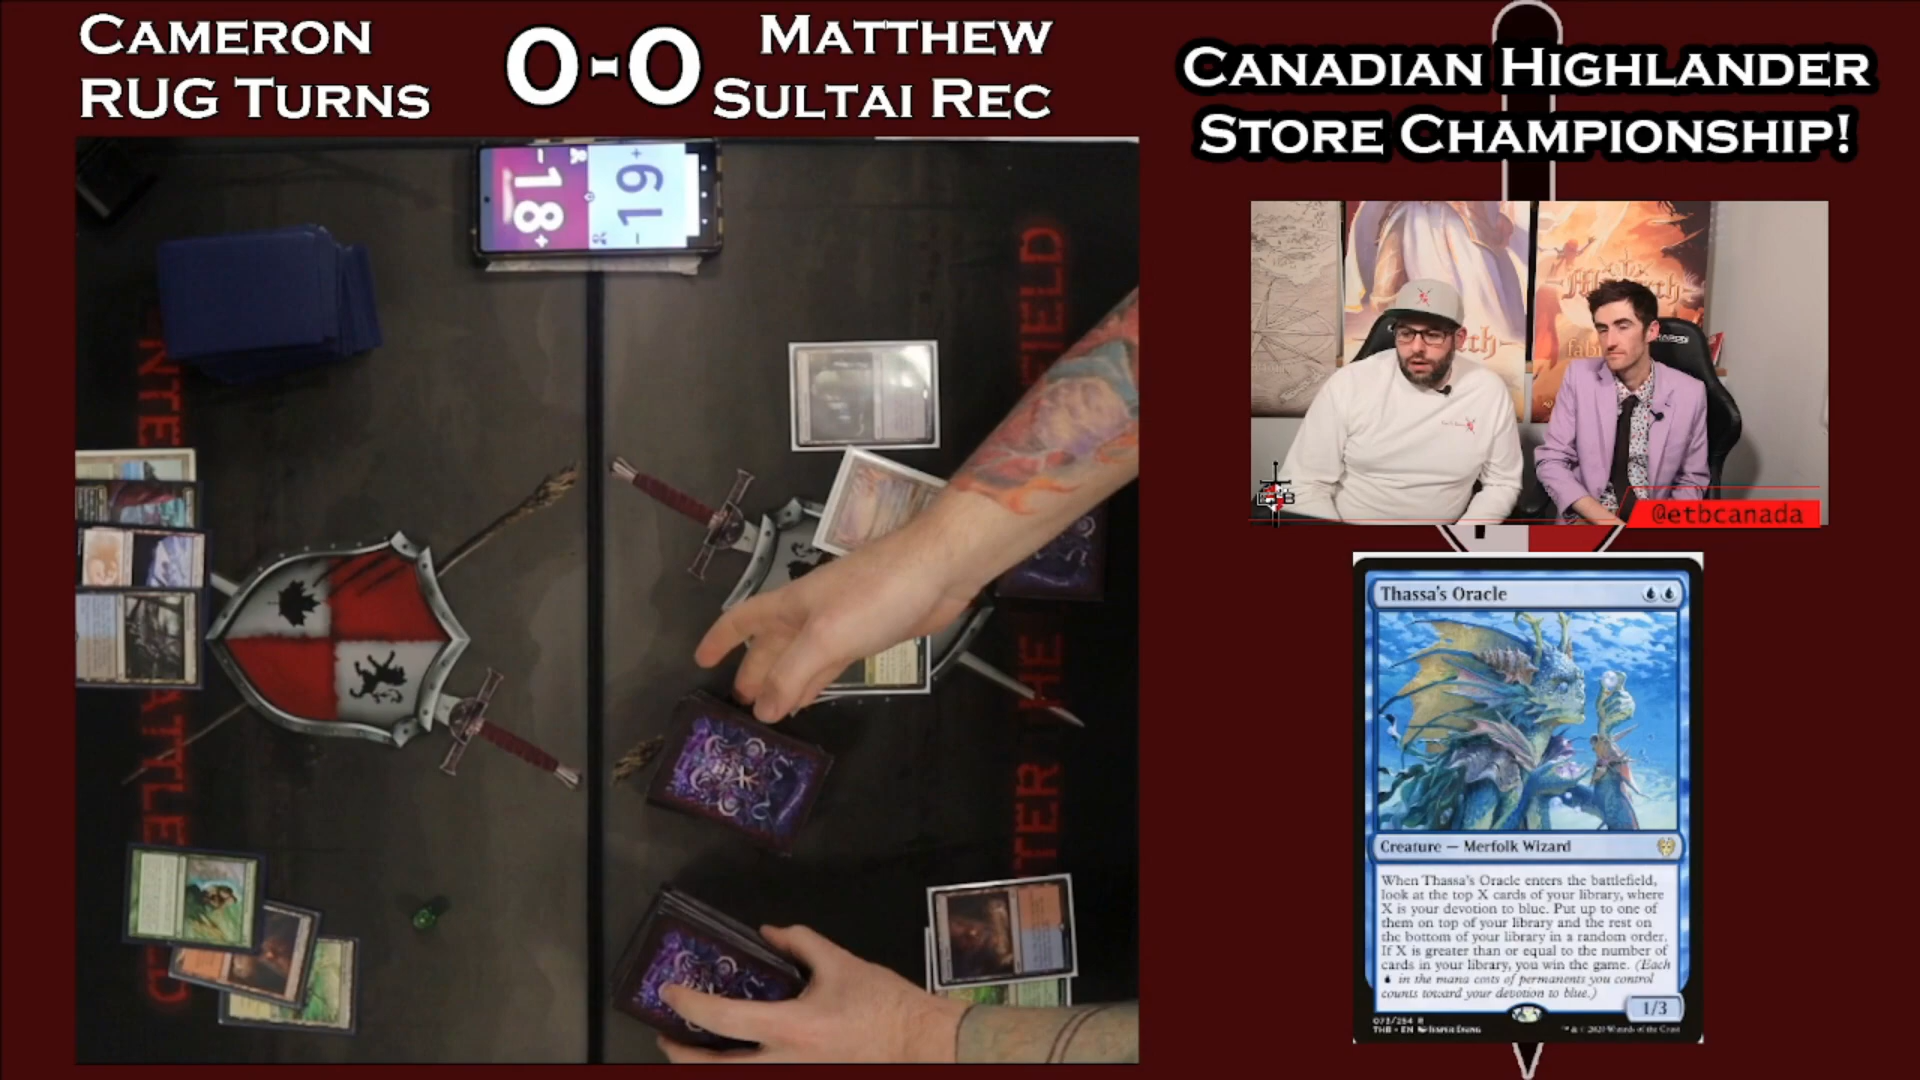 CAMERON
RUG TURNS
0-0
MATTHEW
SULTAI REC
CANADIAN HIGHLANDER
STORE CHAMPIONSHIP!
18
19
@etbcanada
Thassa's Oracle
Creature — Merfolk Wizard
When Thassa's Oracle enters the battlefield,
look at the top X cards of your library, where
X is your devotion to blue. Put up to one of
them on top of your library and the rest on
the bottom of your library in a random order.
If X is greater than or equal to the number of
cards in your library, you win the game. (Each
in the mana costs of permanents you control
counts toward your devotion to blue.)
1/3
073/254 R
THB • EN